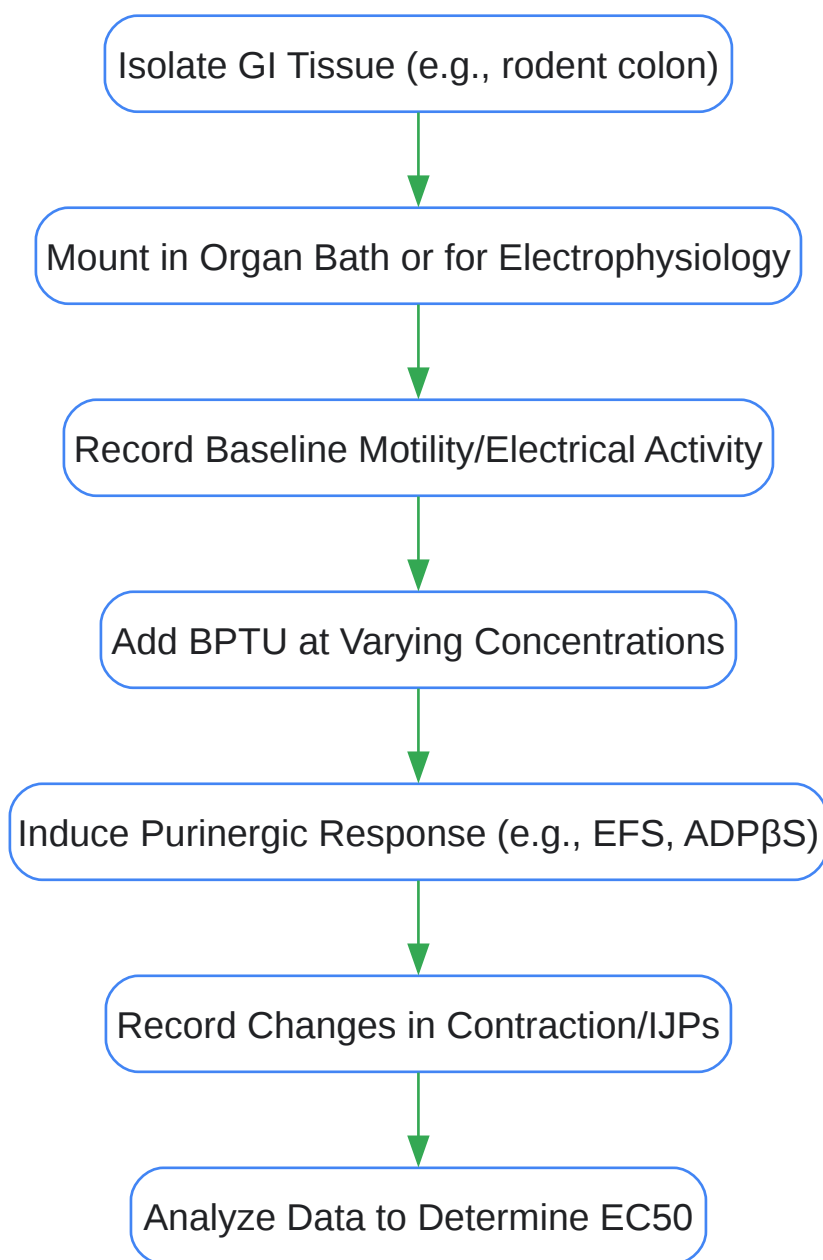 Isolate GI Tissue (e.g., rodent colon)
Mount in Organ Bath or for Electrophysiology
Record Baseline Motility/Electrical Activity
Add BPTU at Varying Concentrations
Induce Purinergic Response (e.g., EFS, ADPβS)
Record Changes in Contraction/IJPs
Analyze Data to Determine EC50